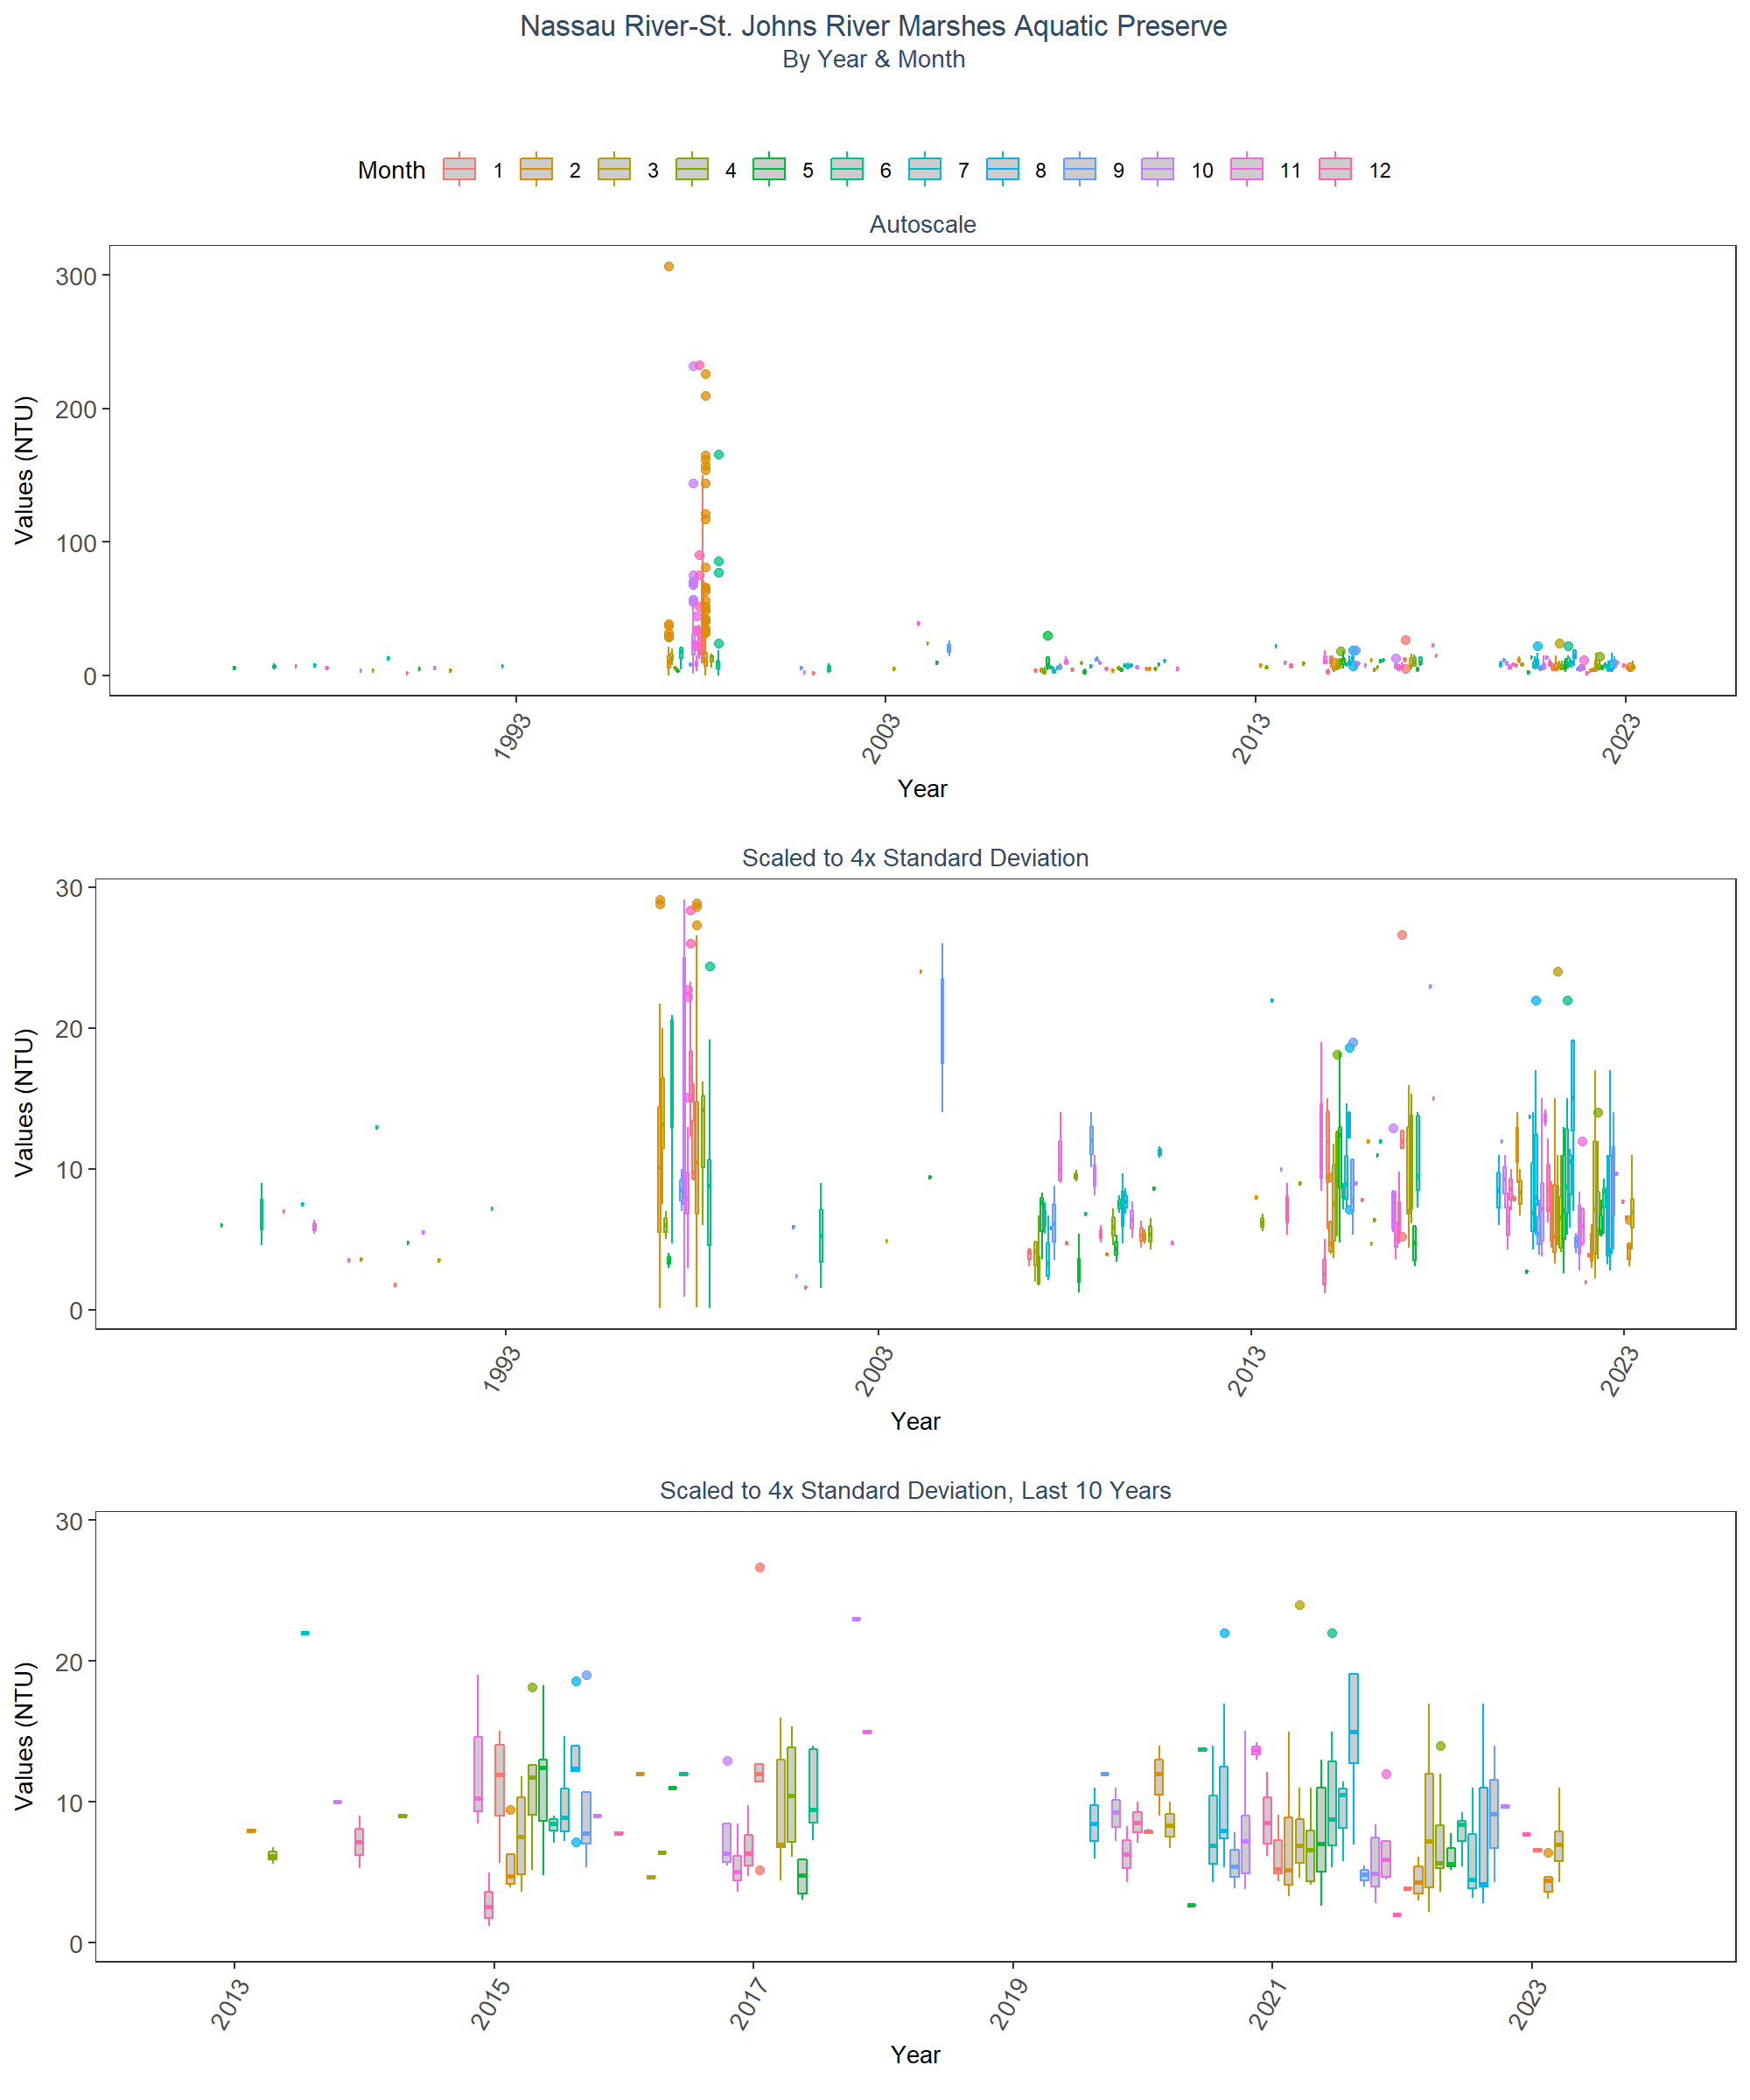 Nassau River-St. Johns River Marshes Aquatic Preserve
By Year & Month
Month 1 2 3 4 5 6 7 8 9 10 11 12
Autoscale
Values (NTU)
300
200
100
0
1993 2003 2013 2023
Year
Scaled to 4x Standard Deviation
Values (NTU)
30
20
10
0
1993 2003 2013 2023
Year
Scaled to 4x Standard Deviation, Last 10 Years
Values (NTU)
30
20
10
0
2013 2015 2017 2019 2021 2023
Year